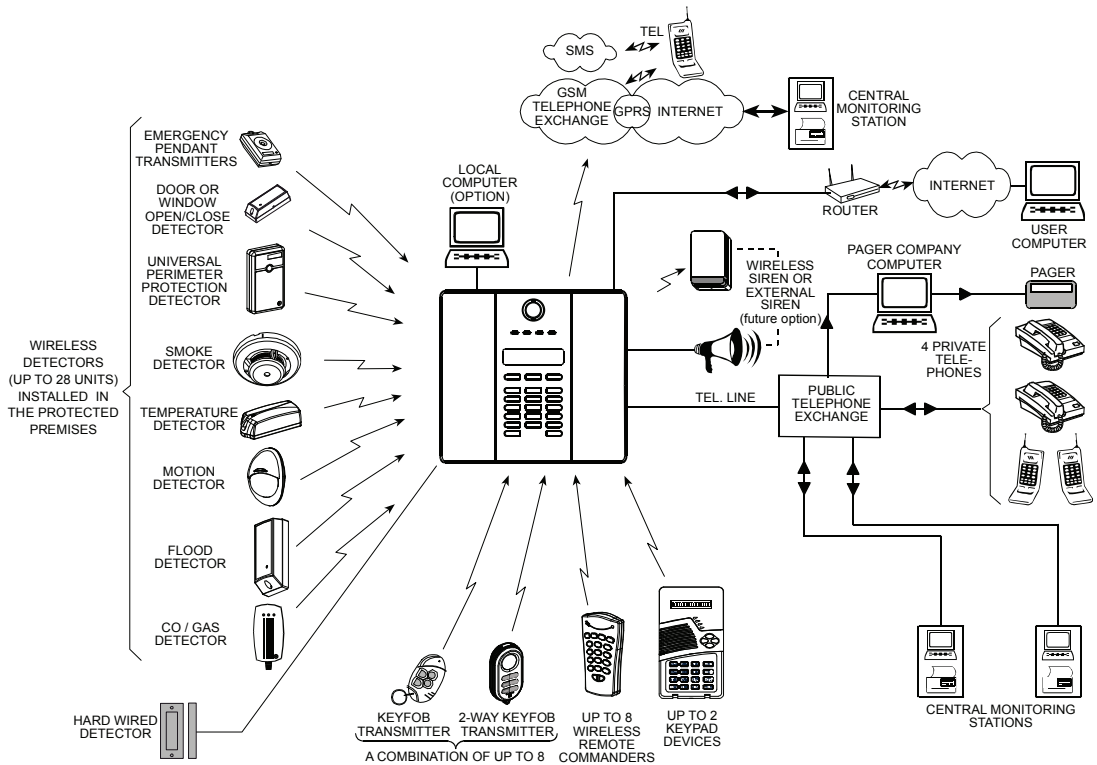 TEL
SMS
GSM
TELEPHONE
EXCHANGE
GPRS
INTERNET
CENTRAL
MONITORING
STATION
EMERGENCY
PENDANT
TRANSMITTERS
LOCAL
COMPUTER
(OPTION)
DOOR OR
WINDOW
OPEN/CLOSE
DETECTOR
ROUTER
INTERNET
USER
COMPUTER
UNIVERSAL
PERIMETER
PROTECTION
DETECTOR
WIRELESS
SIREN OR
EXTERNAL
SIREN
(future option)
PAGER COMPANY
COMPUTER
PAGER
WIRELESS
DETECTORS
(UP TO 28 UNITS)
INSTALLED IN
THE PROTECTED
PREMISES
SMOKE
DETECTOR
4 PRIVATE
TELE-
PHONES
TEL. LINE
PUBLIC
TELEPHONE
EXCHANGE
TEMPERATURE
DETECTOR
MOTION
DETECTOR
FLOOD
DETECTOR
CO / GAS
DETECTOR
HARD WIRED
DETECTOR
KEYFOB
TRANSMITTER
2-WAY KEYFOB
TRANSMITTER
A COMBINATION OF UP TO 8
UP TO 8
WIRELESS
REMOTE
COMMANDERS
UP TO 2
KEYPAD
DEVICES
CENTRAL MONITORING
STATIONS